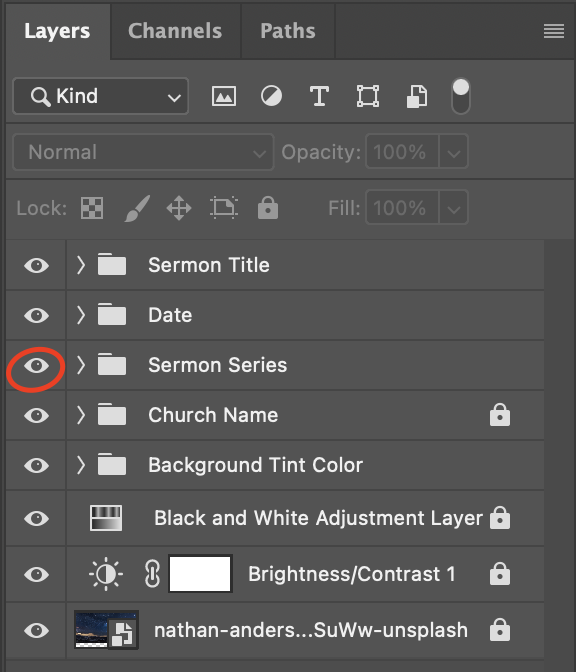 Layers Channels Paths
Kind
Normal Opacity: 100%
Lock: Fill: 100%
Sermon Title
Date
Sermon Series
Church Name
Background Tint Color
Black and White Adjustment Layer
Brightness/Contrast 1
nathan-anders...SuWw-unsplash